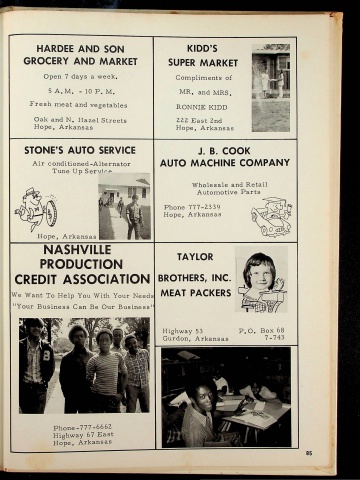 HARDEE AND SON
GROCERY AND MARKET
Open 7 days a week.
5 A.M. - 10 P.M.
Fresh meat and vegetables
Oak and N. Hazel Streets
Hope, Arkansas
KIDD'S
SUPER MARKET
Compliments of
MR. and MRS.
RONNIE KIDD
222 East 2nd
Hope, Arkansas
STONE'S AUTO SERVICE
Air conditioned-Alternator
Tune Up Service
Hope, Arkansas
J. B. COOK
AUTO MACHINE COMPANY
Wholesale and Retail
Automotive Parts
Phone 777-2339
Hope, Arkansas
NASHVILLE
PRODUCTION
CREDIT ASSOCIATION
We Want To Help You With Your Needs
"Your Business Can Be Our Business"
Phone-777-6662
Highway 67 East
Hope, Arkansas
TAYLOR
BROTHERS, INC.
MEAT PACKERS
Highway 53
Gurdon, Arkansas
P.O. Box 68
7-743
85